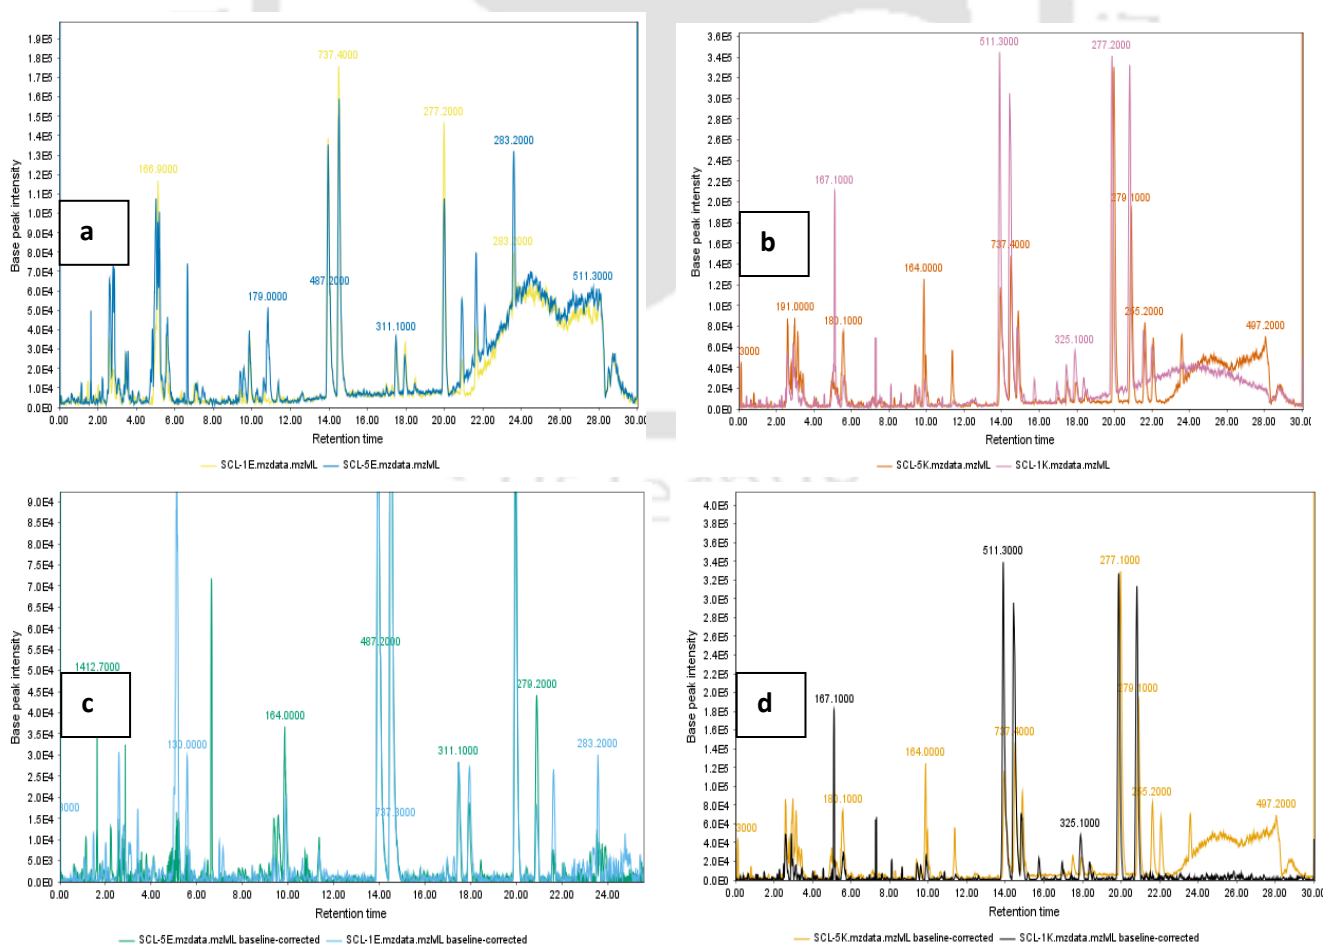 1.9E5
1.8E5
1.7E5
1.6E5
1.5E5
1.4E5
1.3E5
1.2E5
1.1E5
1.0E5
9.0E4
8.0E4
7.0E4
6.0E4
5.0E4
4.0E4
3.0E4
2.0E4
1.0E4
0.0E0
Base peak intensity
a
166.9000
179.0000
487.2000
737.4000
311.1000
277.2000
283.2000
283.2000
511.3000
0.00 2.00 4.00 6.00 8.00 10.00 12.00 14.00 16.00 18.00 20.00 22.00 24.00 26.00 28.00 30.00
Retention time
SCL-1E.mzdata.mzML SCL-5E.mzdata.mzML
3.6E5
3.4E5
3.2E5
3.0E5
2.8E5
2.6E5
2.4E5
2.2E5
2.0E5
1.8E5
1.6E5
1.4E5
1.2E5
1.0E5
8.0E4
6.0E4
4.0E4
2.0E4
0.0E0
Base peak intensity
b
3000
191.0000
167.1000
180.1000
164.0000
511.3000
737.4000
325.1000
277.2000
279.1000
255.2000
497.2000
0.00 2.00 4.00 6.00 8.00 10.00 12.00 14.00 16.00 18.00 20.00 22.00 24.00 26.00 28.00 30.00
Retention time
SCL-5K.mzdata.mzML SCL-1K.mzdata.mzML
9.0E4
8.5E4
8.0E4
7.5E4
7.0E4
6.5E4
6.0E4
5.5E4
5.0E4
4.5E4
4.0E4
3.5E4
3.0E4
2.5E4
2.0E4
1.5E4
1.0E4
5.0E3
0.0E0
Base peak intensity
c
3000
1412.7000
130.0000
164.0000
487.2000
737.3000
311.1000
279.2000
283.2000
0.00 2.00 4.00 6.00 8.00 10.00 12.00 14.00 16.00 18.00 20.00 22.00 24.00
Retention time
SCL-5E.mzdata.mzML baseline-corrected SCL-1E.mzdata.mzML baseline-corrected
4.0E5
3.8E5
3.6E5
3.4E5
3.2E5
3.0E5
2.8E5
2.6E5
2.4E5
2.2E5
2.0E5
1.8E5
1.6E5
1.4E5
1.2E5
1.0E5
8.0E4
6.0E4
4.0E4
2.0E4
0.0E0
Base peak intensity
d
3000
167.1000
180.1000
164.0000
511.3000
737.4000
325.1000
277.1000
279.1000
255.2000
497.2000
0.00 2.00 4.00 6.00 8.00 10.00 12.00 14.00 16.00 18.00 20.00 22.00 24.00 26.00 28.00 30.00
Retention time
SCL-5K.mzdata.mzML baseline-corrected SCL-1K.mzdata.mzML baseline-corrected